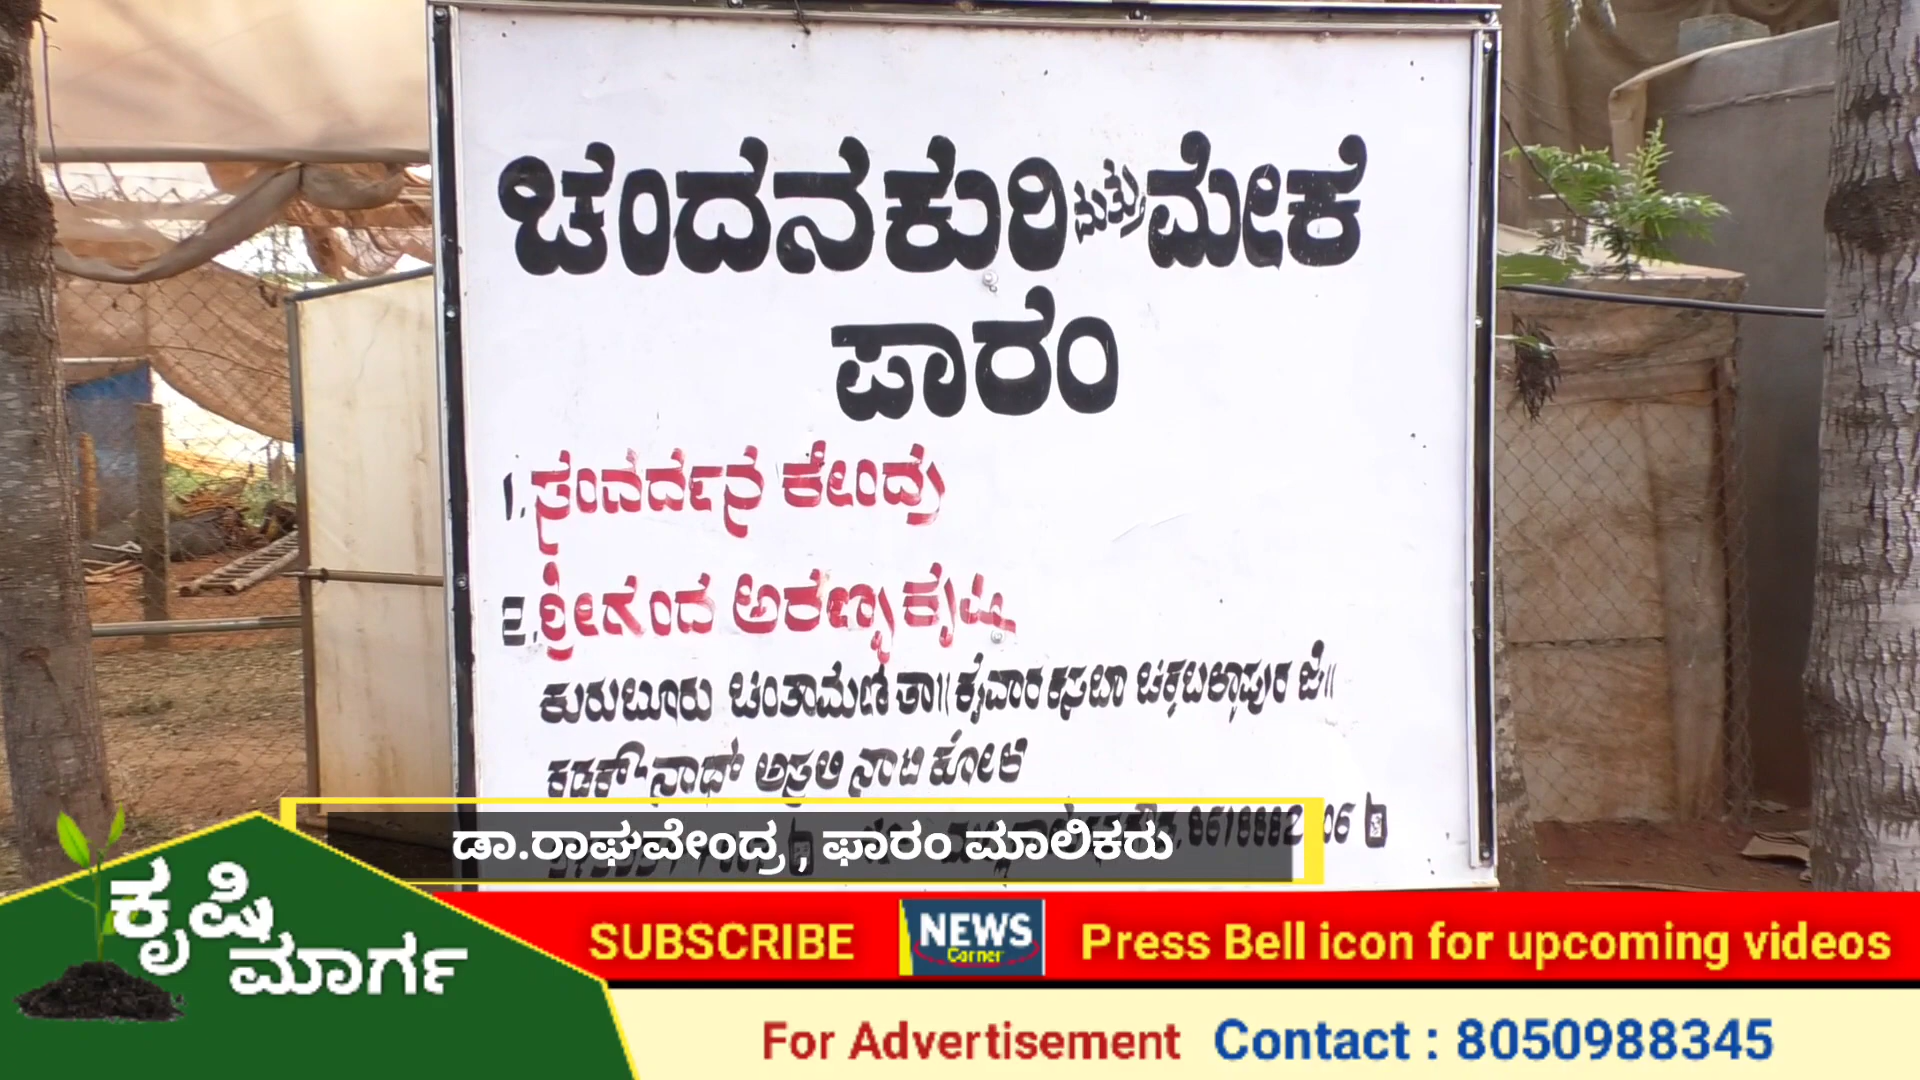 ಚಂದನಕುರಿ ಮತ್ತು ಮೇಕೆ
ಪಾರಂ
1. ಸಂವರ್ದನ ಕೇಂದ್ರ
2. ಶ್ರೀಗಂದ ಅರಣ್ಯ ಕೃಷಿ
ಕುರುಬೂರು ಚಿಂತಾಮಣಿ ತಾ|| ಕೈವಾರ ಕಸಬಾ ಚಿಕ್ಕಬಳ್ಳಾಪುರ ಜಿ||
ಕಡಕ್ ನಾಥ್ ಅಸಲಿ ನಾಟಿ ಕೋಳಿ
ಡಾ.ರಾಘವೇಂದ್ರ , ಫಾರಂ ಮಾಲಿಕರು
ಕೃಷಿ
ಮಾರ್ಗ
SUBSCRIBE NEWS Corner Press Bell icon for upcoming videos
For Advertisement Contact : 8050988345